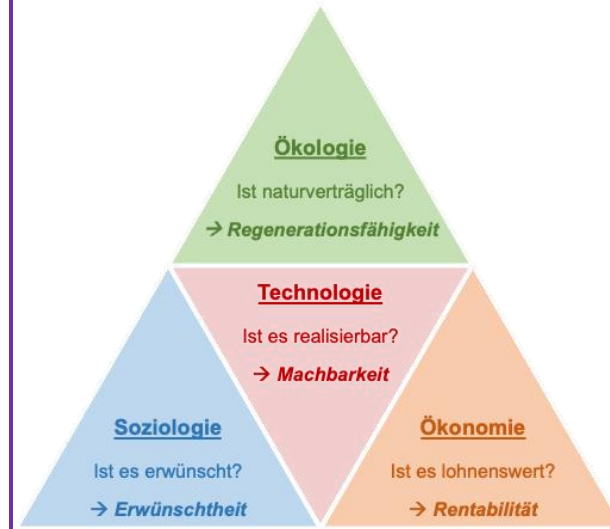 Ökologie
Ist naturverträglich?
→ Regenerationsfähigkeit
Technologie
Ist es realisierbar?
→ Machbarkeit
Soziologie
Ist es erwünscht?
→ Erwünschtheit
Ökonomie
Ist es lohnenswert?
→ Rentabilität